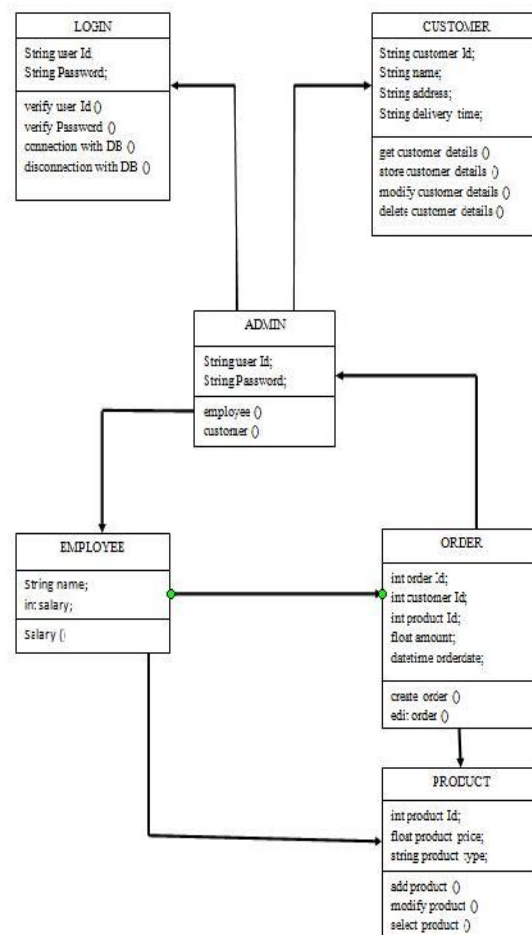 LOGIN
String user Id
String Password;
verify user Id ()
verify Password ()
connection with DB ()
disconnection with DB ()
CUSTOMER
String customer Id;
String name;
String address;
String delivery time;
get customer details ()
store customer details ()
modify customer details ()
delete customer details ()
ADMIN
String user Id;
String Password;
employee ()
customer ()
EMPLOYEE
String name;
int salary;
Salary ()
ORDER
int order Id;
int customer Id;
int product Id;
float amount;
datetime orderdate;
create order ()
edit order ()
PRODUCT
int product Id;
float product price;
string product type;
add product ()
modify product ()
select product ()